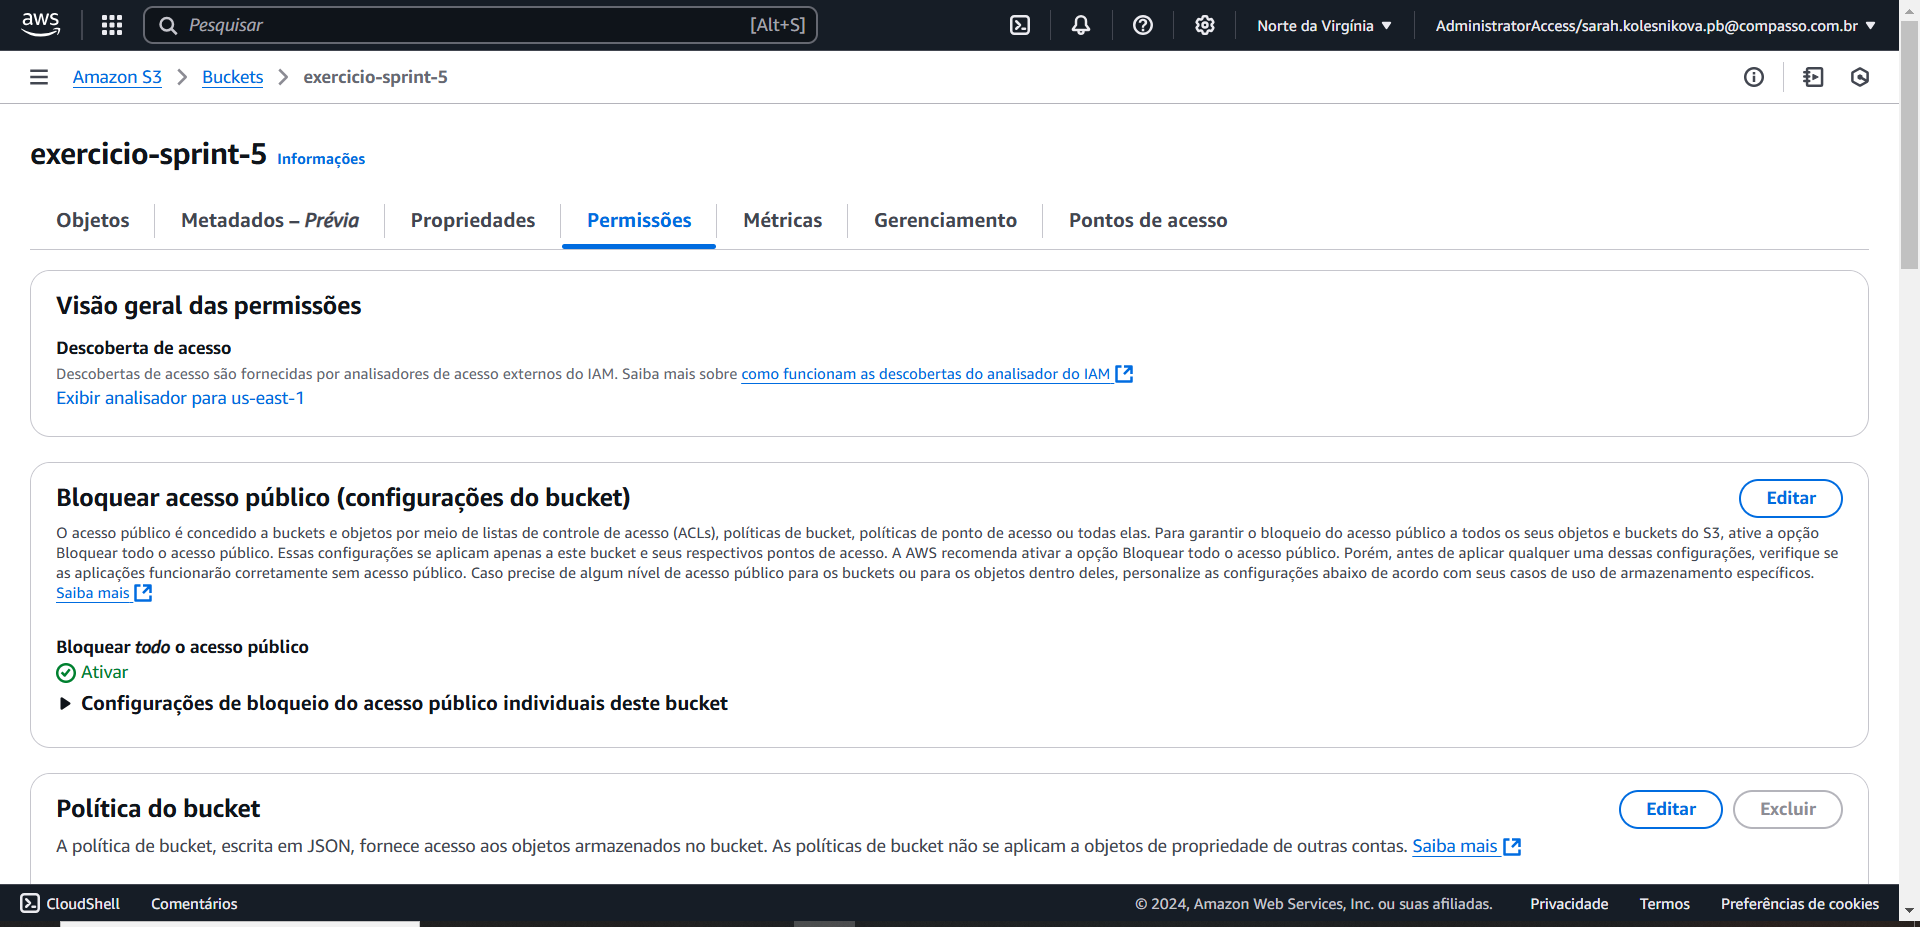 aws
Pesquisar [Alt+S] Norte da Virgínia AdministratorAccess/sarah.kolesnikova.pb@compasso.com.br
Amazon S3 Buckets exercicio-sprint-5
exercicio-sprint-5 Informações
Objetos Metadados – Prévia Propriedades Permissões Métricas Gerenciamento Pontos de acesso
Visão geral das permissões
Descoberta de acesso
Descobertas de acesso são fornecidas por analisadores de acesso externos do IAM. Saiba mais sobre como funcionam as descobertas do analisador do IAM
Exibir analisador para us-east-1
Bloquear acesso público (configurações do bucket) Editar
O acesso público é concedido a buckets e objetos por meio de listas de controle de acesso (ACLs), políticas de bucket, políticas de ponto de acesso ou todas elas. Para garantir o bloqueio do acesso público a todos os seus objetos e buckets do S3, ative a opção
Bloquear todo o acesso público. Essas configurações se aplicam apenas a este bucket e seus respectivos pontos de acesso. A AWS recomenda ativar a opção Bloquear todo o acesso público. Porém, antes de aplicar qualquer uma dessas configurações, verifique se
as aplicações funcionarão corretamente sem acesso público. Caso precise de algum nível de acesso público para os buckets ou para os objetos dentro deles, personalize as configurações abaixo de acordo com seus casos de uso de armazenamento específicos.
Saiba mais
Bloquear todo o acesso público
Ativar
Configurações de bloqueio do acesso público individuais deste bucket
Política do bucket Editar Excluir
A política de bucket, escrita em JSON, fornece acesso aos objetos armazenados no bucket. As políticas de bucket não se aplicam a objetos de propriedade de outras contas. Saiba mais
CloudShell Comentários © 2024, Amazon Web Services, Inc. ou suas afiliadas. Privacidade Termos Preferências de cookies